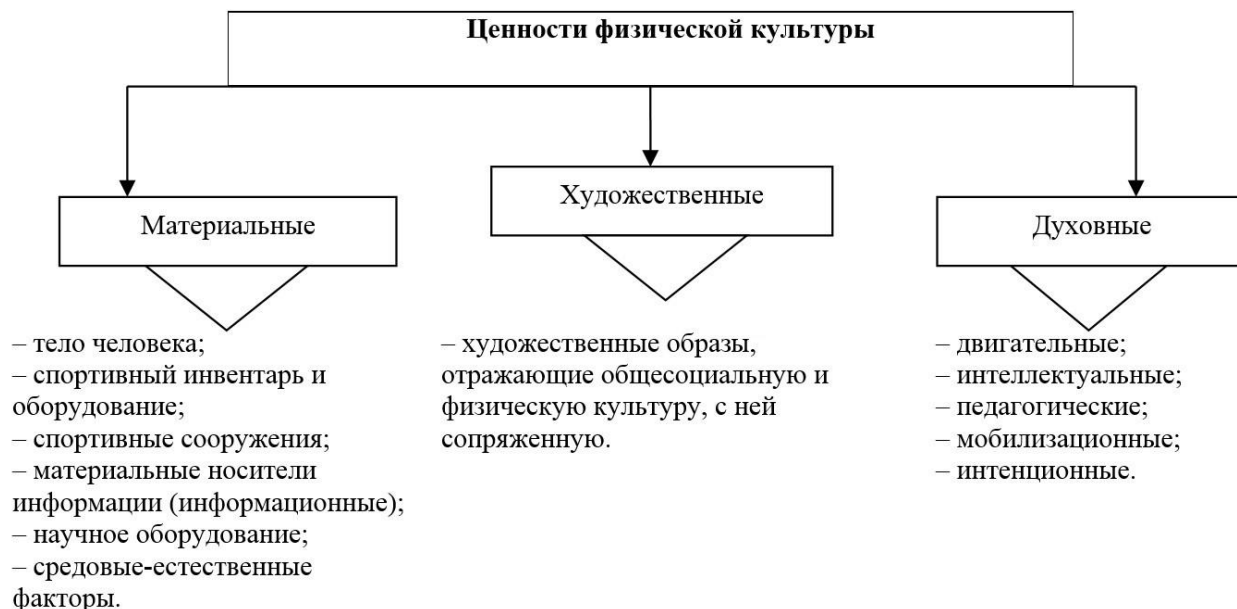 Ценности физической культуры
Материальные
– тело человека;
– спортивный инвентарь и
оборудование;
– спортивные сооружения;
– материальные носители
информации (информационные);
– научное оборудование;
– средовые-естественные
факторы.
Художественные
– художественные образы,
отражающие общесоциальную и
физическую культуру, с ней
сопряженную.
Духовные
– двигательные;
– интеллектуальные;
– педагогические;
– мобилизационные;
– интенционные.